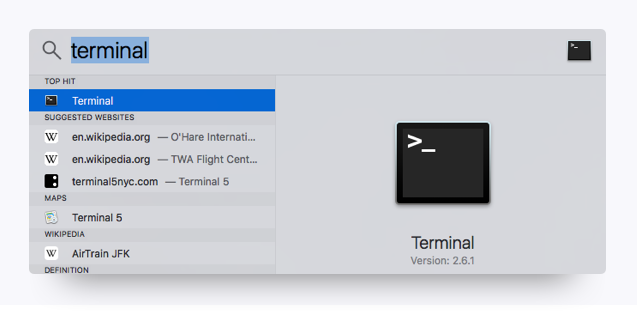 terminal
TOP HIT
Terminal
SUGGESTED WEBSITES
en.wikipedia.org — O'Hare Internati...
en.wikipedia.org — TWA Flight Cent...
terminal5nyc.com — Terminal 5
MAPS
Terminal 5
WIKIPEDIA
AirTrain JFK
DEFINITION
>_
Terminal
Version: 2.6.1